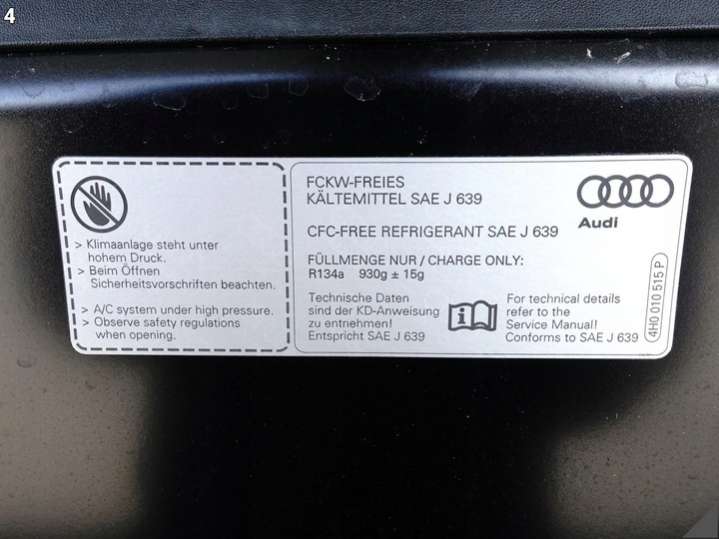 4
> Klimaanlage steht unter
hohem Druck.
> Beim Öffnen
Sicherheitsvorschriften beachten.
> A/C system under high pressure.
> Observe safety regulations
when opening.
FCKW-FREIES
KÄLTEMITTEL SAE J 639
CFC-FREE REFRIGERANT SAE J 639
FÜLLMENGE NUR / CHARGE ONLY:
R134a 930g ± 15g
Technische Daten
sind der KD-Anweisung
zu entnehmen!
Entspricht SAE J 639
i
For technical details
refer to the
Service Manual!
Conforms to SAE J 639
Audi
4H0 010 515 P